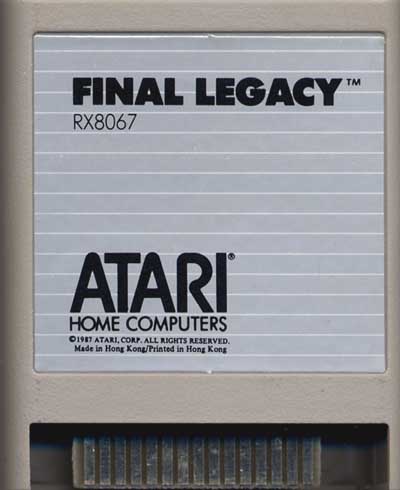 FINAL LEGACY™
RX8067
ATARI®
HOME COMPUTERS
©1987 ATARI, CORP. ALL RIGHTS RESERVED.
Made in Hong Kong/Printed in Hong Kong